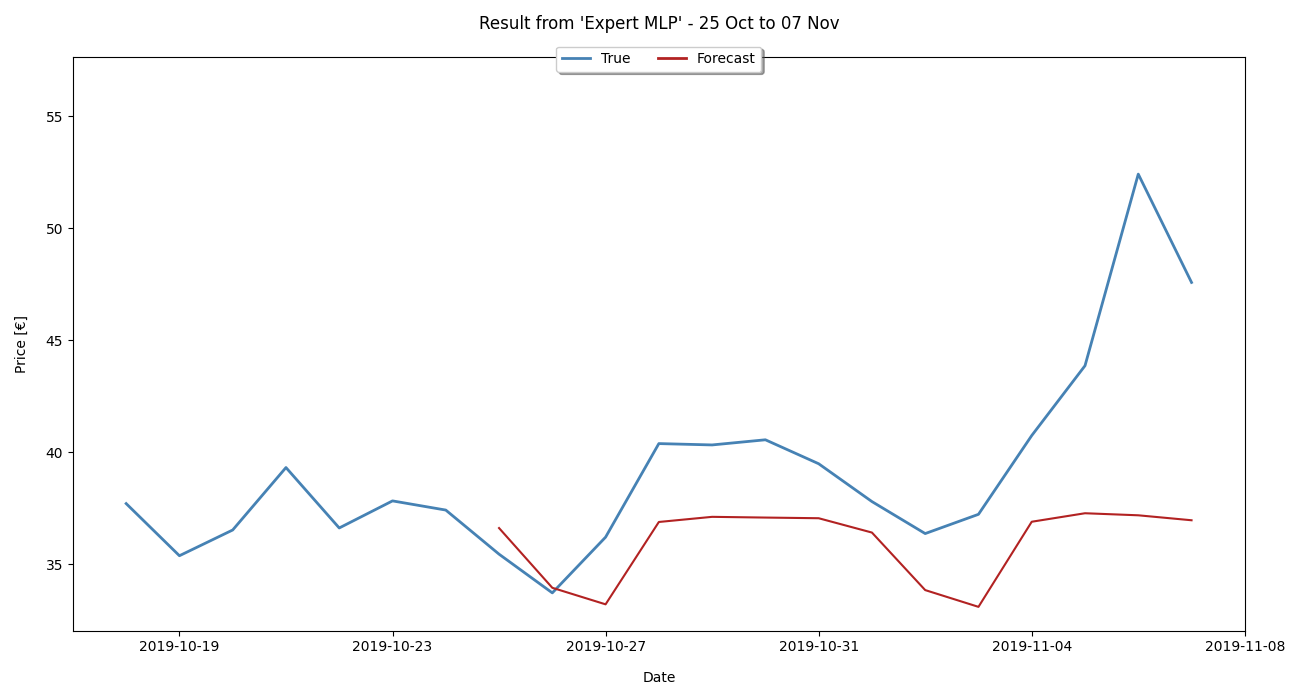 Result from 'Expert MLP' - 25 Oct to 07 Nov
True Forecast
55
50
45
40
35
Price [€]
2019-10-19 2019-10-23 2019-10-27 2019-10-31 2019-11-04 2019-11-08
Date